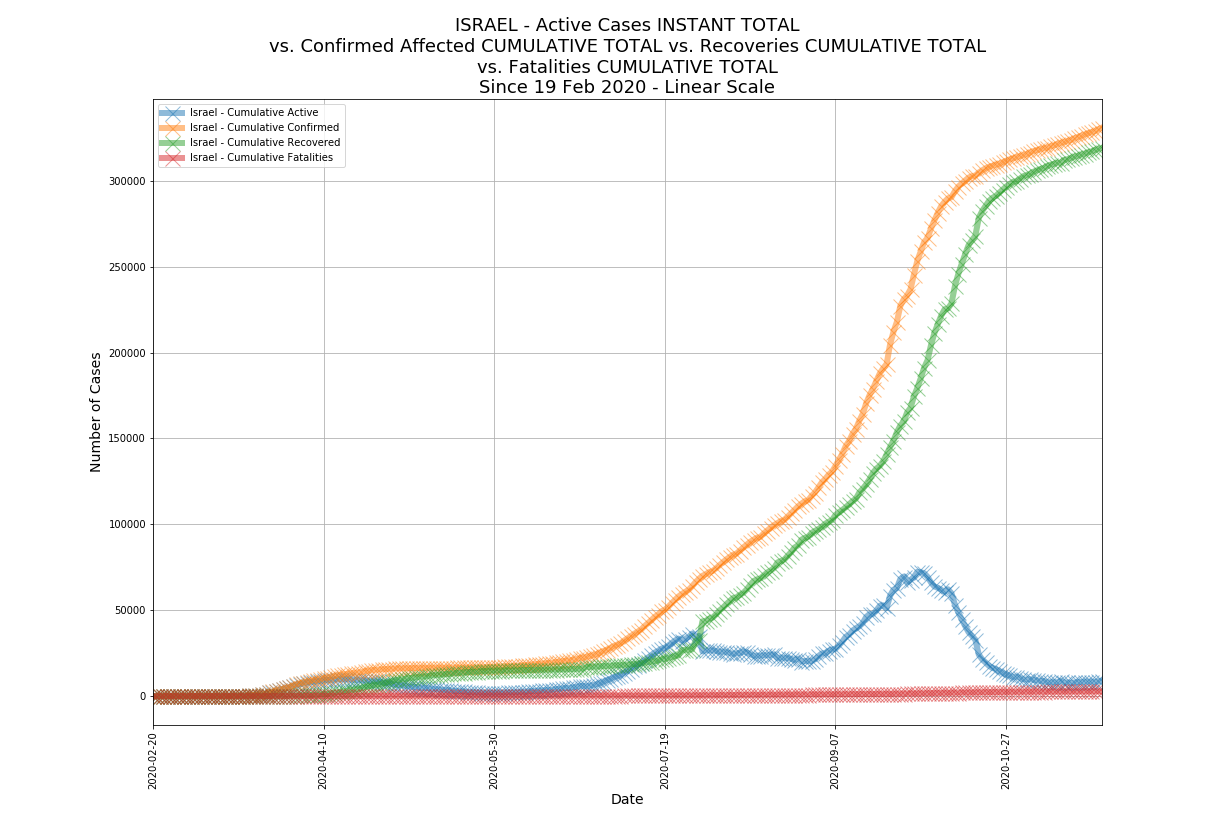 ISRAEL - Active Cases INSTANT TOTAL
vs. Confirmed Affected CUMULATIVE TOTAL vs. Recoveries CUMULATIVE TOTAL
vs. Fatalities CUMULATIVE TOTAL
Since 19 Feb 2020 - Linear Scale
Israel - Cumulative Active
Israel - Cumulative Confirmed
Israel - Cumulative Recovered
Israel - Cumulative Fatalities
Number of Cases
300000
250000
200000
150000
100000
50000
0
2020-02-20
2020-04-10
2020-05-30
2020-07-19
2020-09-07
2020-10-27
Date